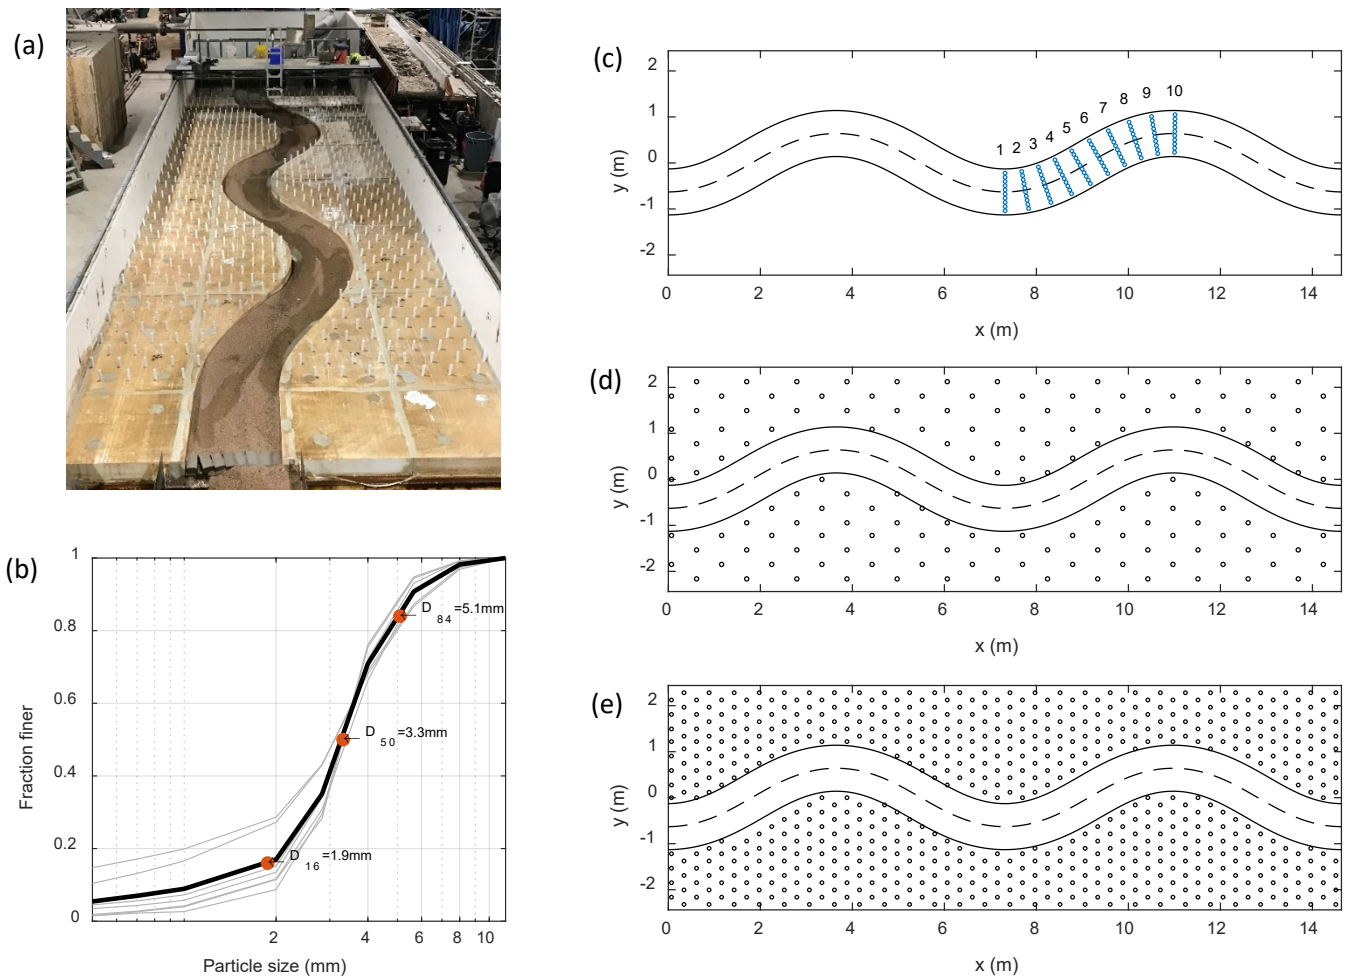 (a)
(b)
1
0.8
0.6
0.4
0.2
0
Fraction finer
D 84 =5.1mm
D 50 =3.3mm
D 16 =1.9mm
2 4 6 8 10
Particle size (mm)
(c)
2
1
0
-1
-2
y (m)
1 2 3 4 5 6 7 8 9 10
0 2 4 6 8 10 12 14
x (m)
(d)
2
1
0
-1
-2
y (m)
0 2 4 6 8 10 12 14
x (m)
(e)
2
1
0
-1
-2
y (m)
0 2 4 6 8 10 12 14
x (m)